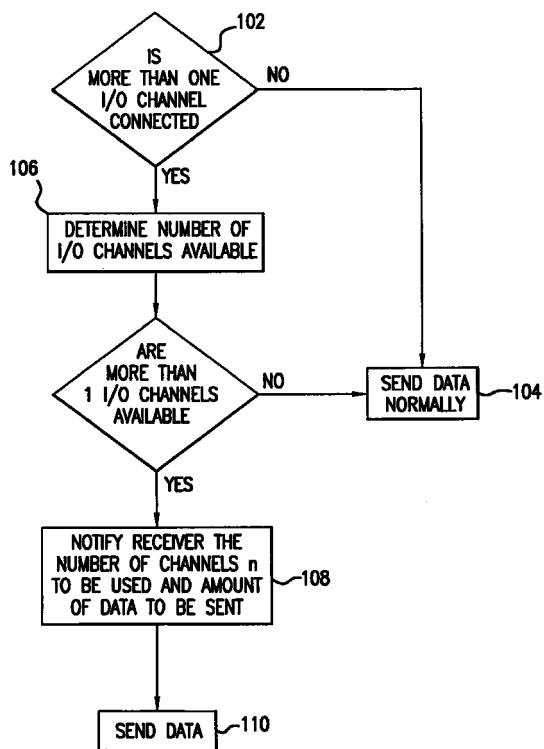 102
IS
MORE THAN ONE
I/O CHANNEL
CONNECTED
NO
YES
106
DETERMINE NUMBER OF
I/O CHANNELS AVAILABLE
ARE
MORE THAN
1 I/O CHANNELS
AVAILABLE
NO
SEND DATA
NORMALLY
104
YES
NOTIFY RECEIVER THE
NUMBER OF CHANNELS n
TO BE USED AND AMOUNT
OF DATA TO BE SENT
108
SEND DATA
110